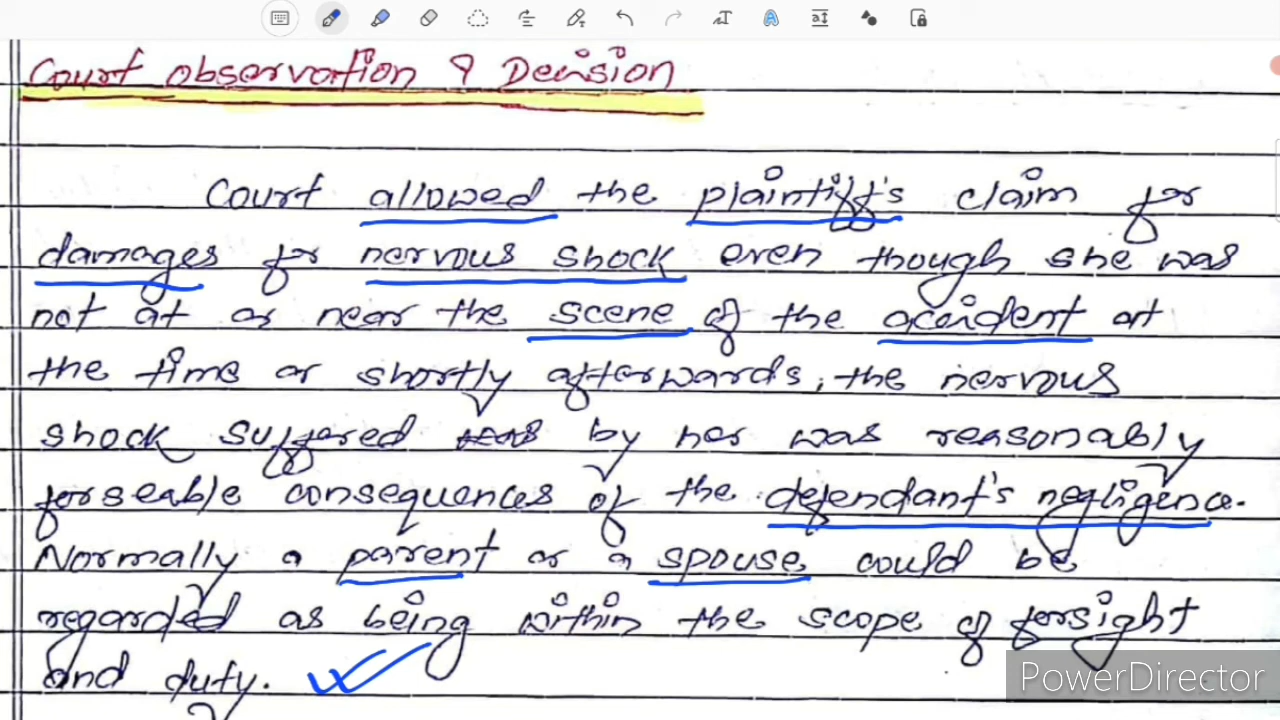 Court observation & Decision
Court allowed the plaintiff's claim for
damages for nervous shock even though she was
not at or near the scene of the accident at
the time or shortly afterwards, the nervous
shock suffered by her was reasonably
forseable consequences of the defendant's negligence.
Normally a parent or a spouse could be
regarded as being within the scope of forsight
and duty.
PowerDirector